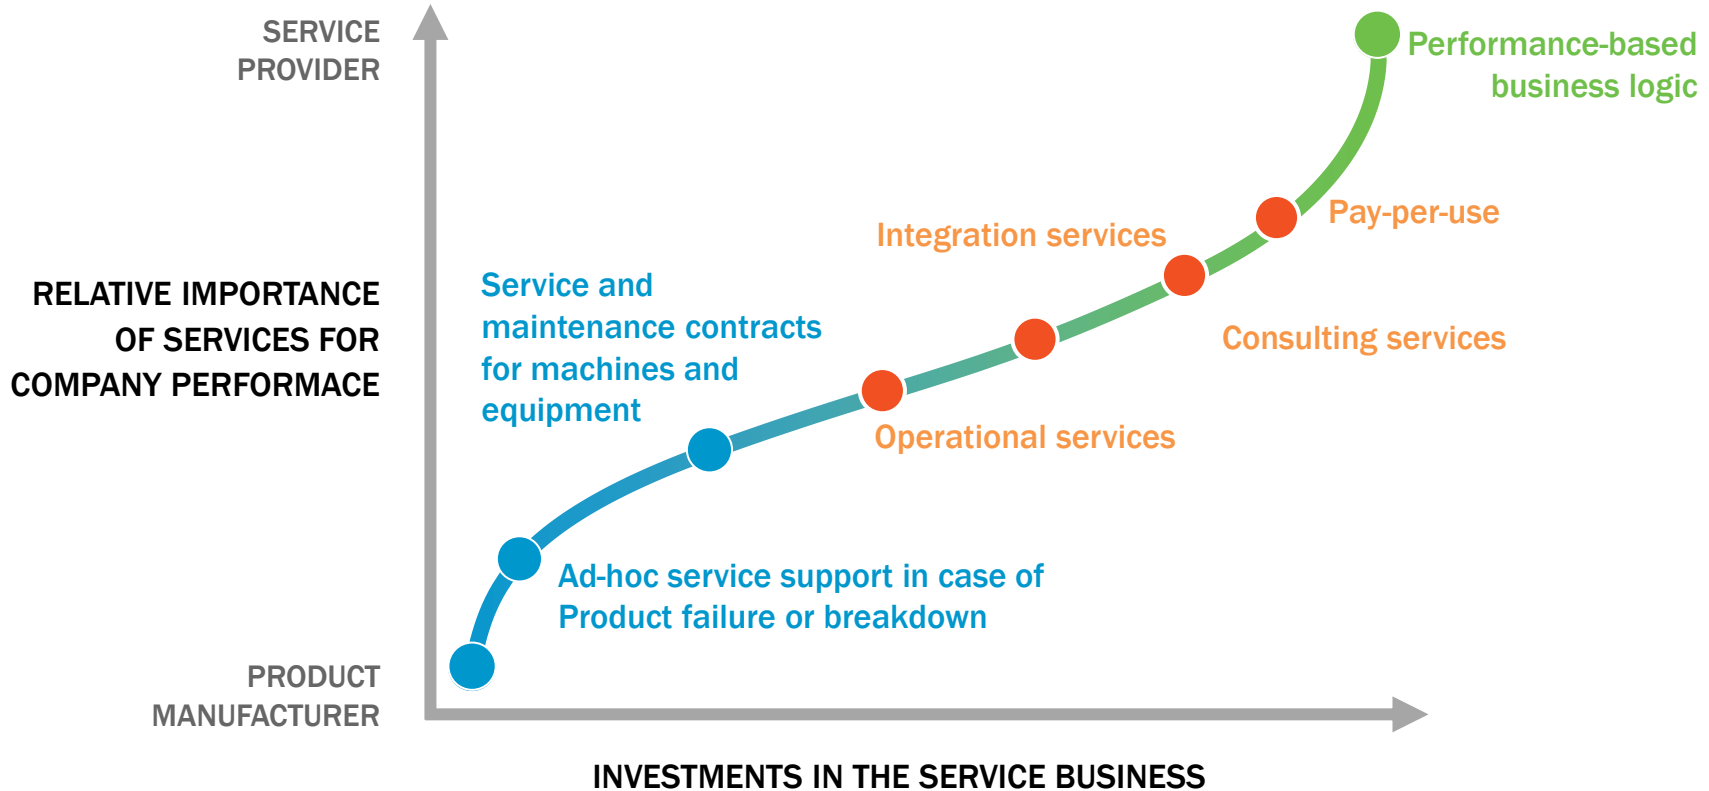 SERVICE
PROVIDER
Performance-based
business logic
Pay-per-use
Integration services
Service and
maintenance contracts
for machines and
equipment
RELATIVE IMPORTANCE
OF SERVICES FOR
COMPANY PERFORMACE
Consulting services
Operational services
Ad-hoc service support in case of
Product failure or breakdown
PRODUCT
MANUFACTURER
INVESTMENTS IN THE SERVICE BUSINESS